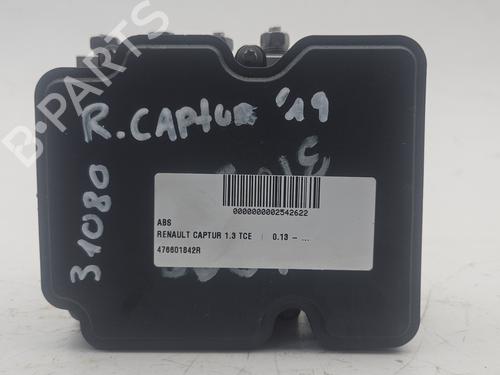 B-PARTS
R. CAPTUR '19
31080
0000000002542622
ABS
RENAULT CAPTUR 1.3 TCE | 0.13 - ...
476601842R